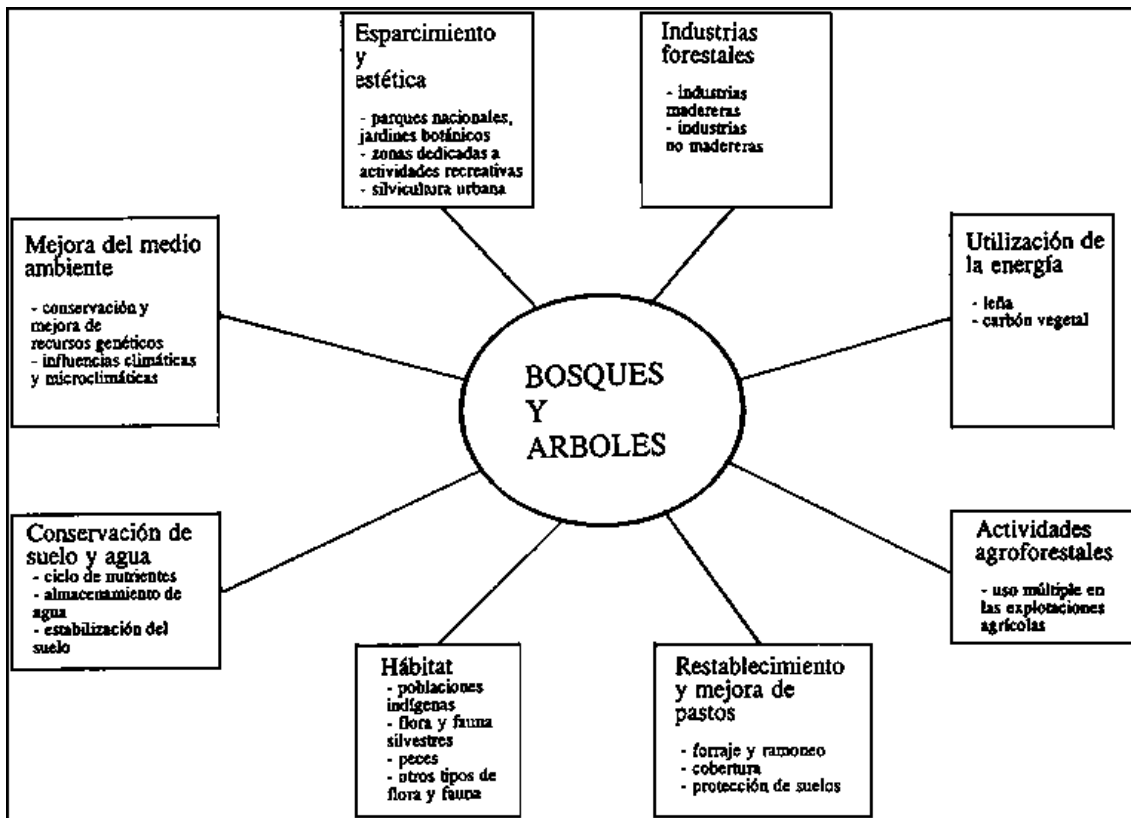 Esparcimiento
y
estética
- parques nacionales,
jardines botánicos
- zonas dedicadas a
actividades recreativas
- silvicultura urbana
Industrias
forestales
- industrias
madereras
- industrias
no madereras
Mejora del medio
ambiente
- conservación y
mejora de
recursos genéticos
- influencias climáticas
y microclimáticas
Utilización de
la energía
- leña
- carbón vegetal
BOSQUES
Y
ARBOLES
Conservación de
suelo y agua
- ciclo de nutrientes
- almacenamiento de
agua
- estabilización del
suelo
Actividades
agroforestales
- uso múltiple en
las explotaciones
agrícolas
Hábitat
- poblaciones
indígenas
- flora y fauna
silvestres
- peces
- otros tipos de
flora y fauna
Restablecimiento
y mejora de
pastos
- forraje y ramoneo
- cobertura
- protección de suelos